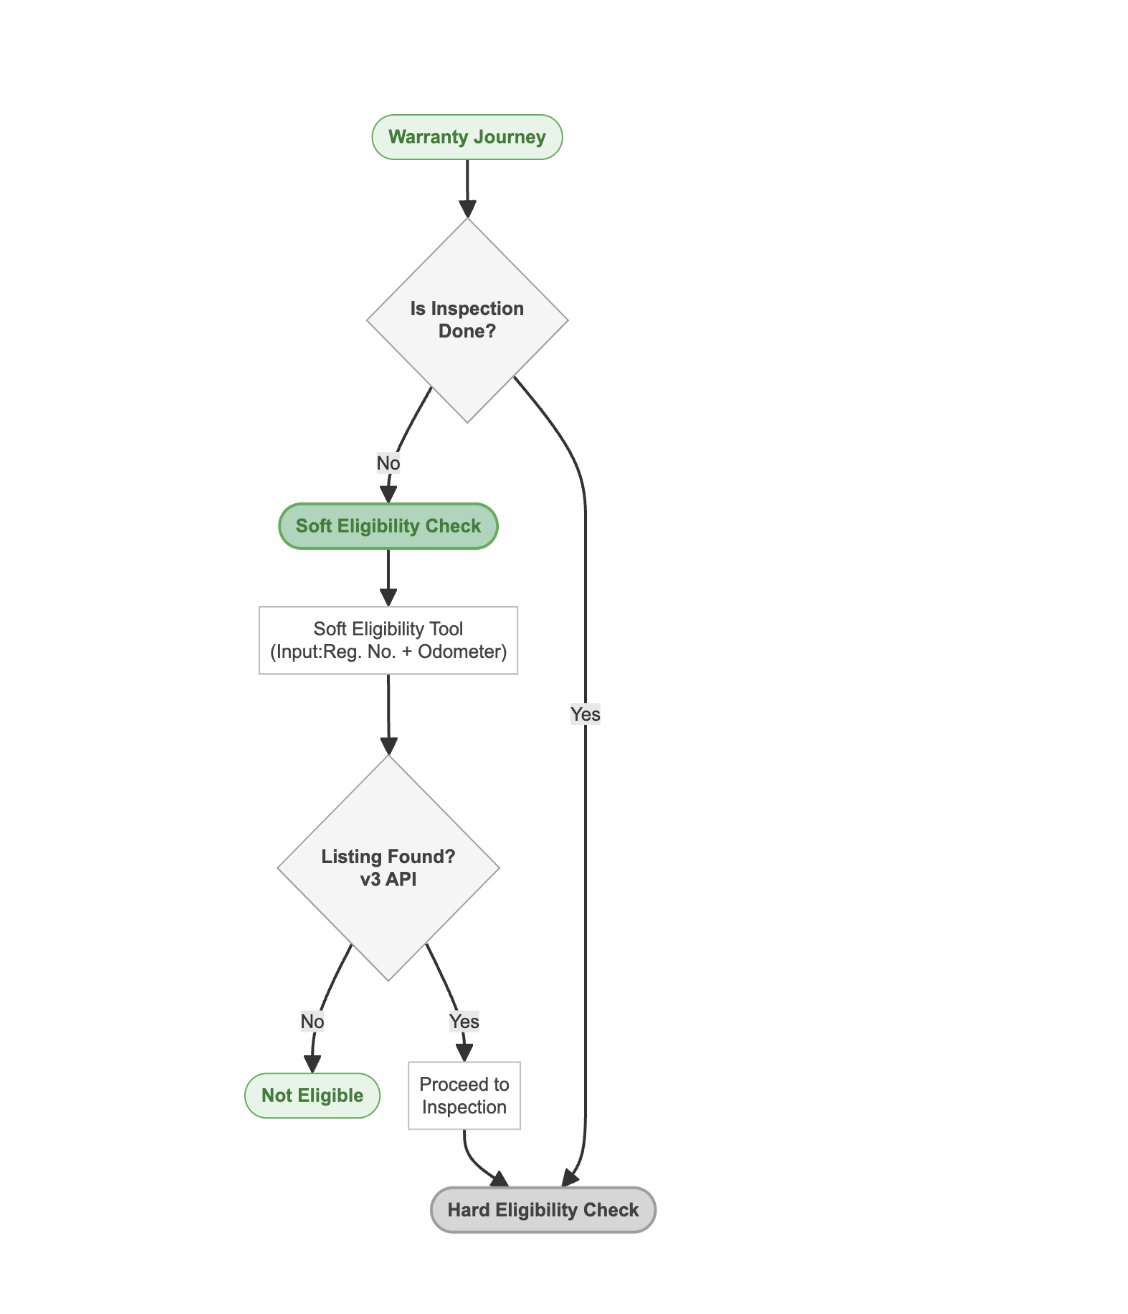 Warranty Journey
Is Inspection
Done?
No
Soft Eligibility Check
Soft Eligibility Tool
(Input:Reg. No. + Odometer)
Yes
Listing Found?
v3 API
No
Yes
Not Eligible
Proceed to
Inspection
Hard Eligibility Check